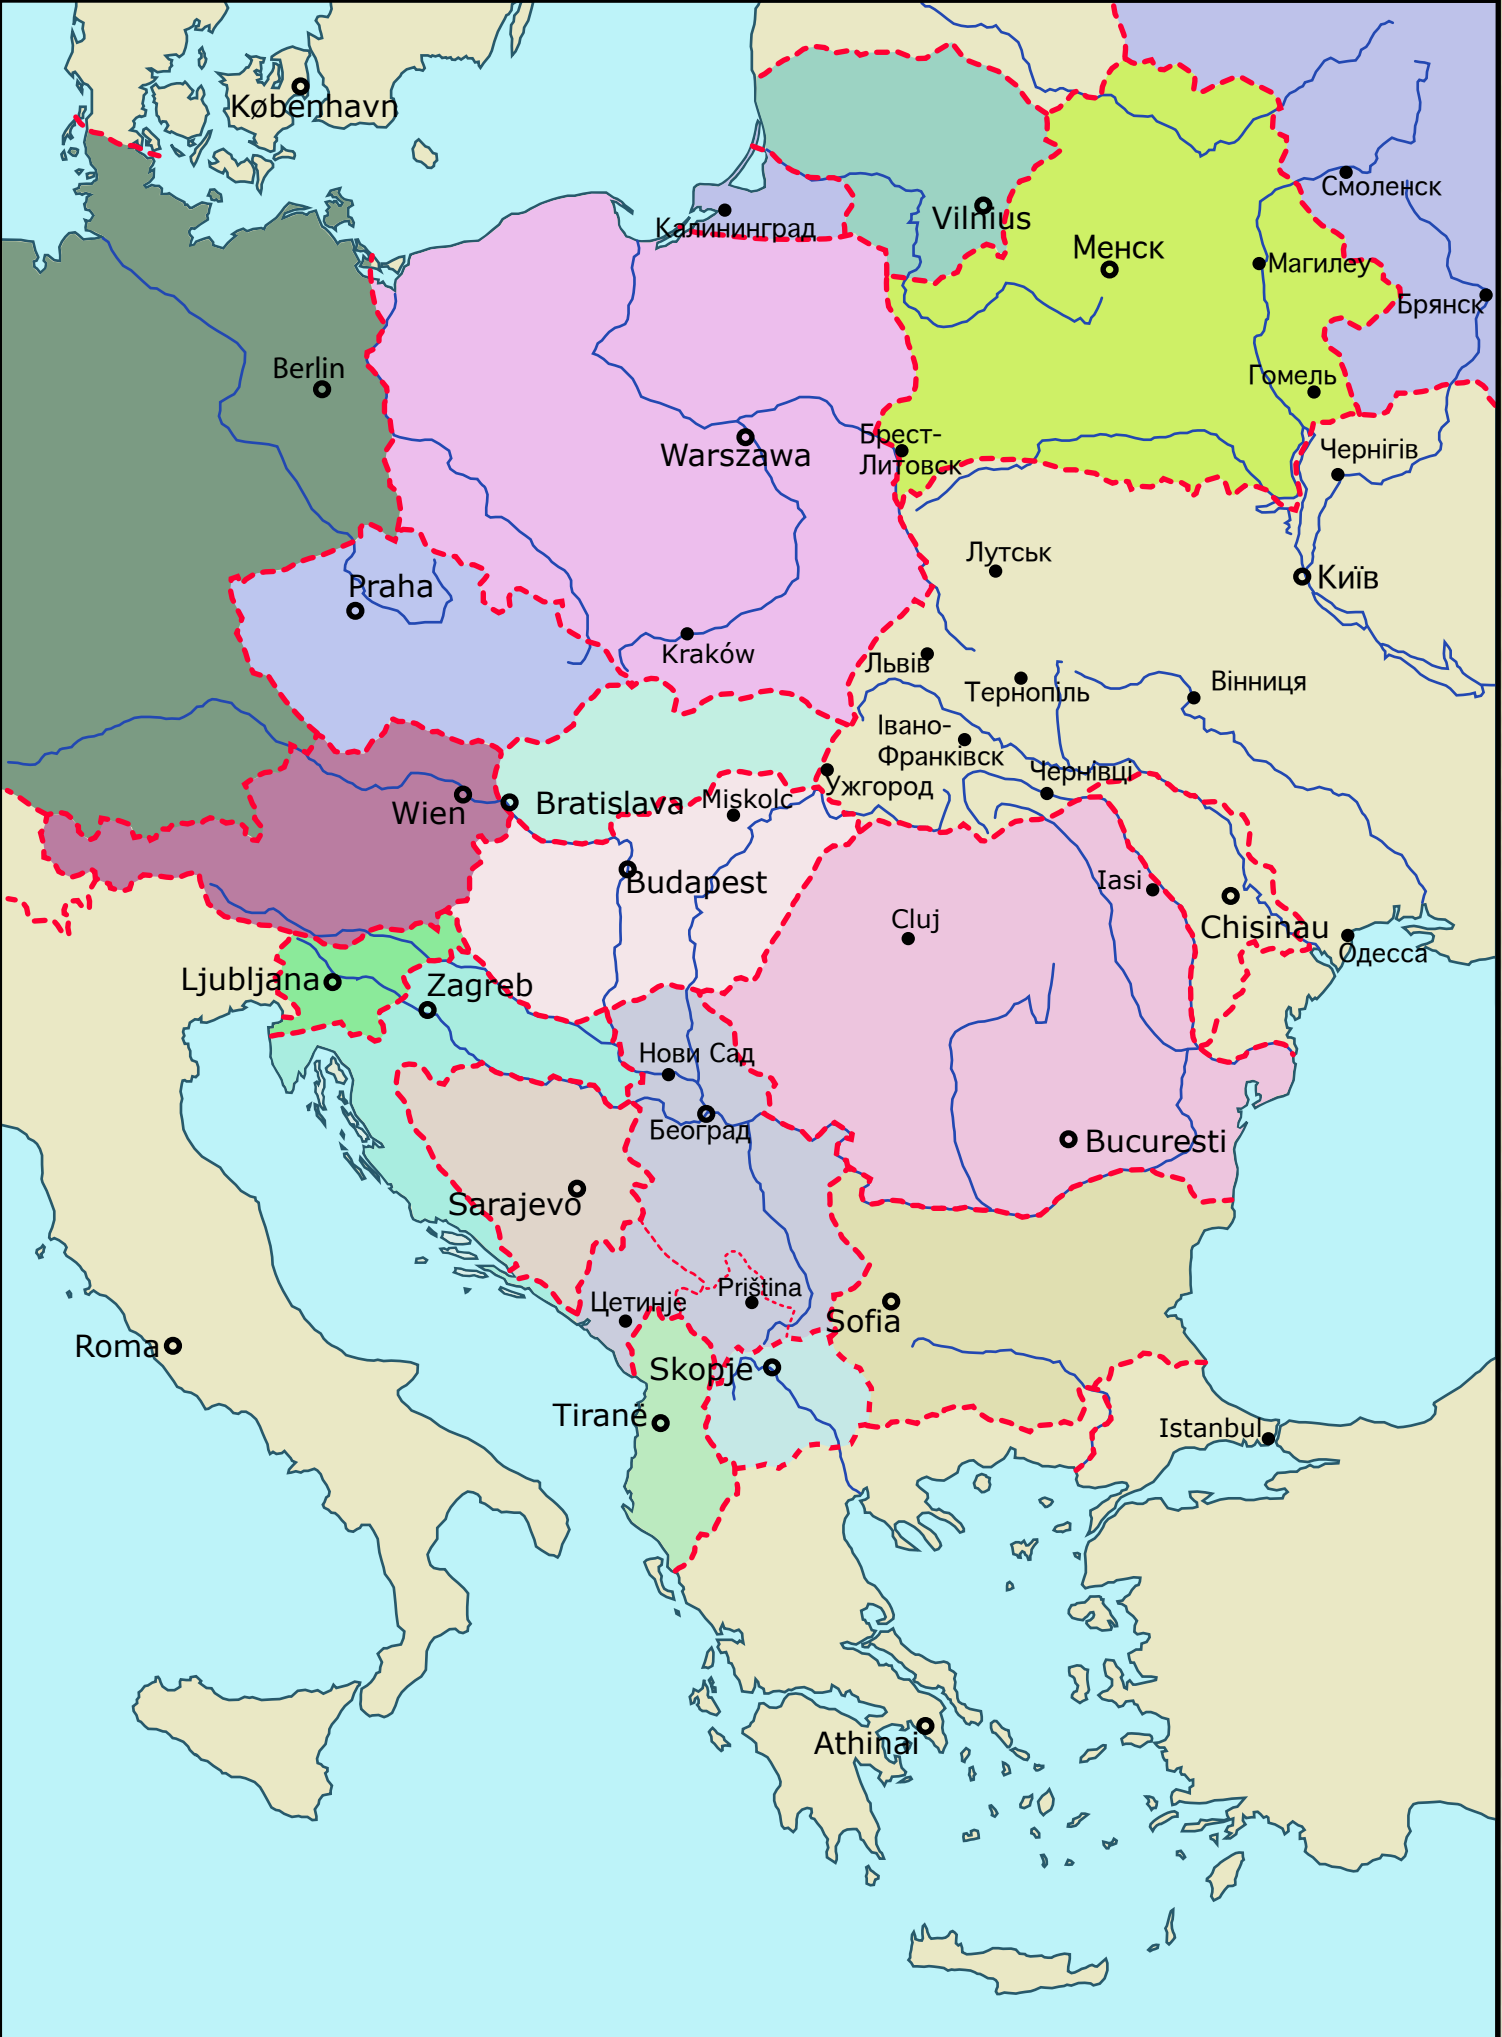 København
Смоленск
Калининград
Vilnius
Менск
Магилеу
Брянск
Berlin
Гомель
Warszawa
Брест-
Литовск
Чернігів
Лутськ
Київ
Praha
Kraków
Львів
Тернопіль
Вінниця
Івано-
Франківск
Чернівці
Ужгород
Wien
Bratislava
Miskolc
Budapest
Iasi
Cluj
Chisinau
Одесса
Ljubljana
Zagreb
Нови Сад
Београд
Bucuresti
Sarajevo
Priština
Цетинје
Sofia
Roma
Skopje
Tiranë
Istanbul
Athinai